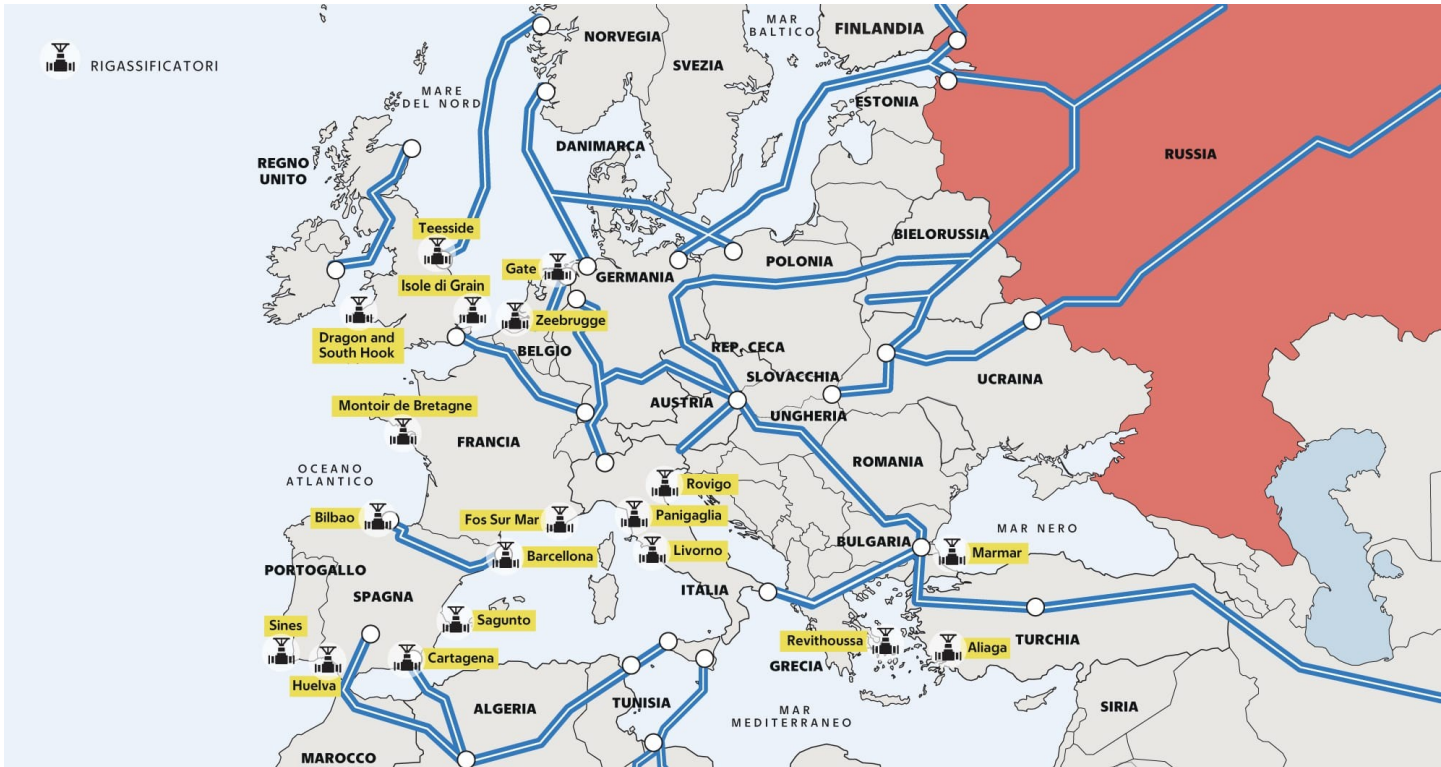 RIGASSIFICATORI
NORVEGIA
MAR
BALTICO
FINLANDIA
SVEZIA
MARE
DEL NORD
ESTONIA
DANIMARCA
REGNO
UNITO
RUSSIA
Teesside
BIELORUSSIA
POLONIA
Gate
GERMANIA
Isole di Grain
Zeebrugge
Dragon and
South Hook
BELGIO
REP. CECA
SLOVACCHIA
UCRAINA
AUSTRIA
UNGHERIA
Montoir de Bretagne
FRANCIA
ROMANIA
OCEANO
ATLANTICO
Rovigo
Bilbao
Fos Sur Mar
Panigaglia
MAR NERO
BULGARIA
Barcellona
Livorno
Marmar
PORTOGALLO
SPAGNA
ITALIA
Sagunto
Sines
Revithoussa
TURCHIA
Aliaga
Cartagena
GRECIA
Huelva
ALGERIA
TUNISIA
SIRIA
MAR
MEDITERRANEO
MAROCCO